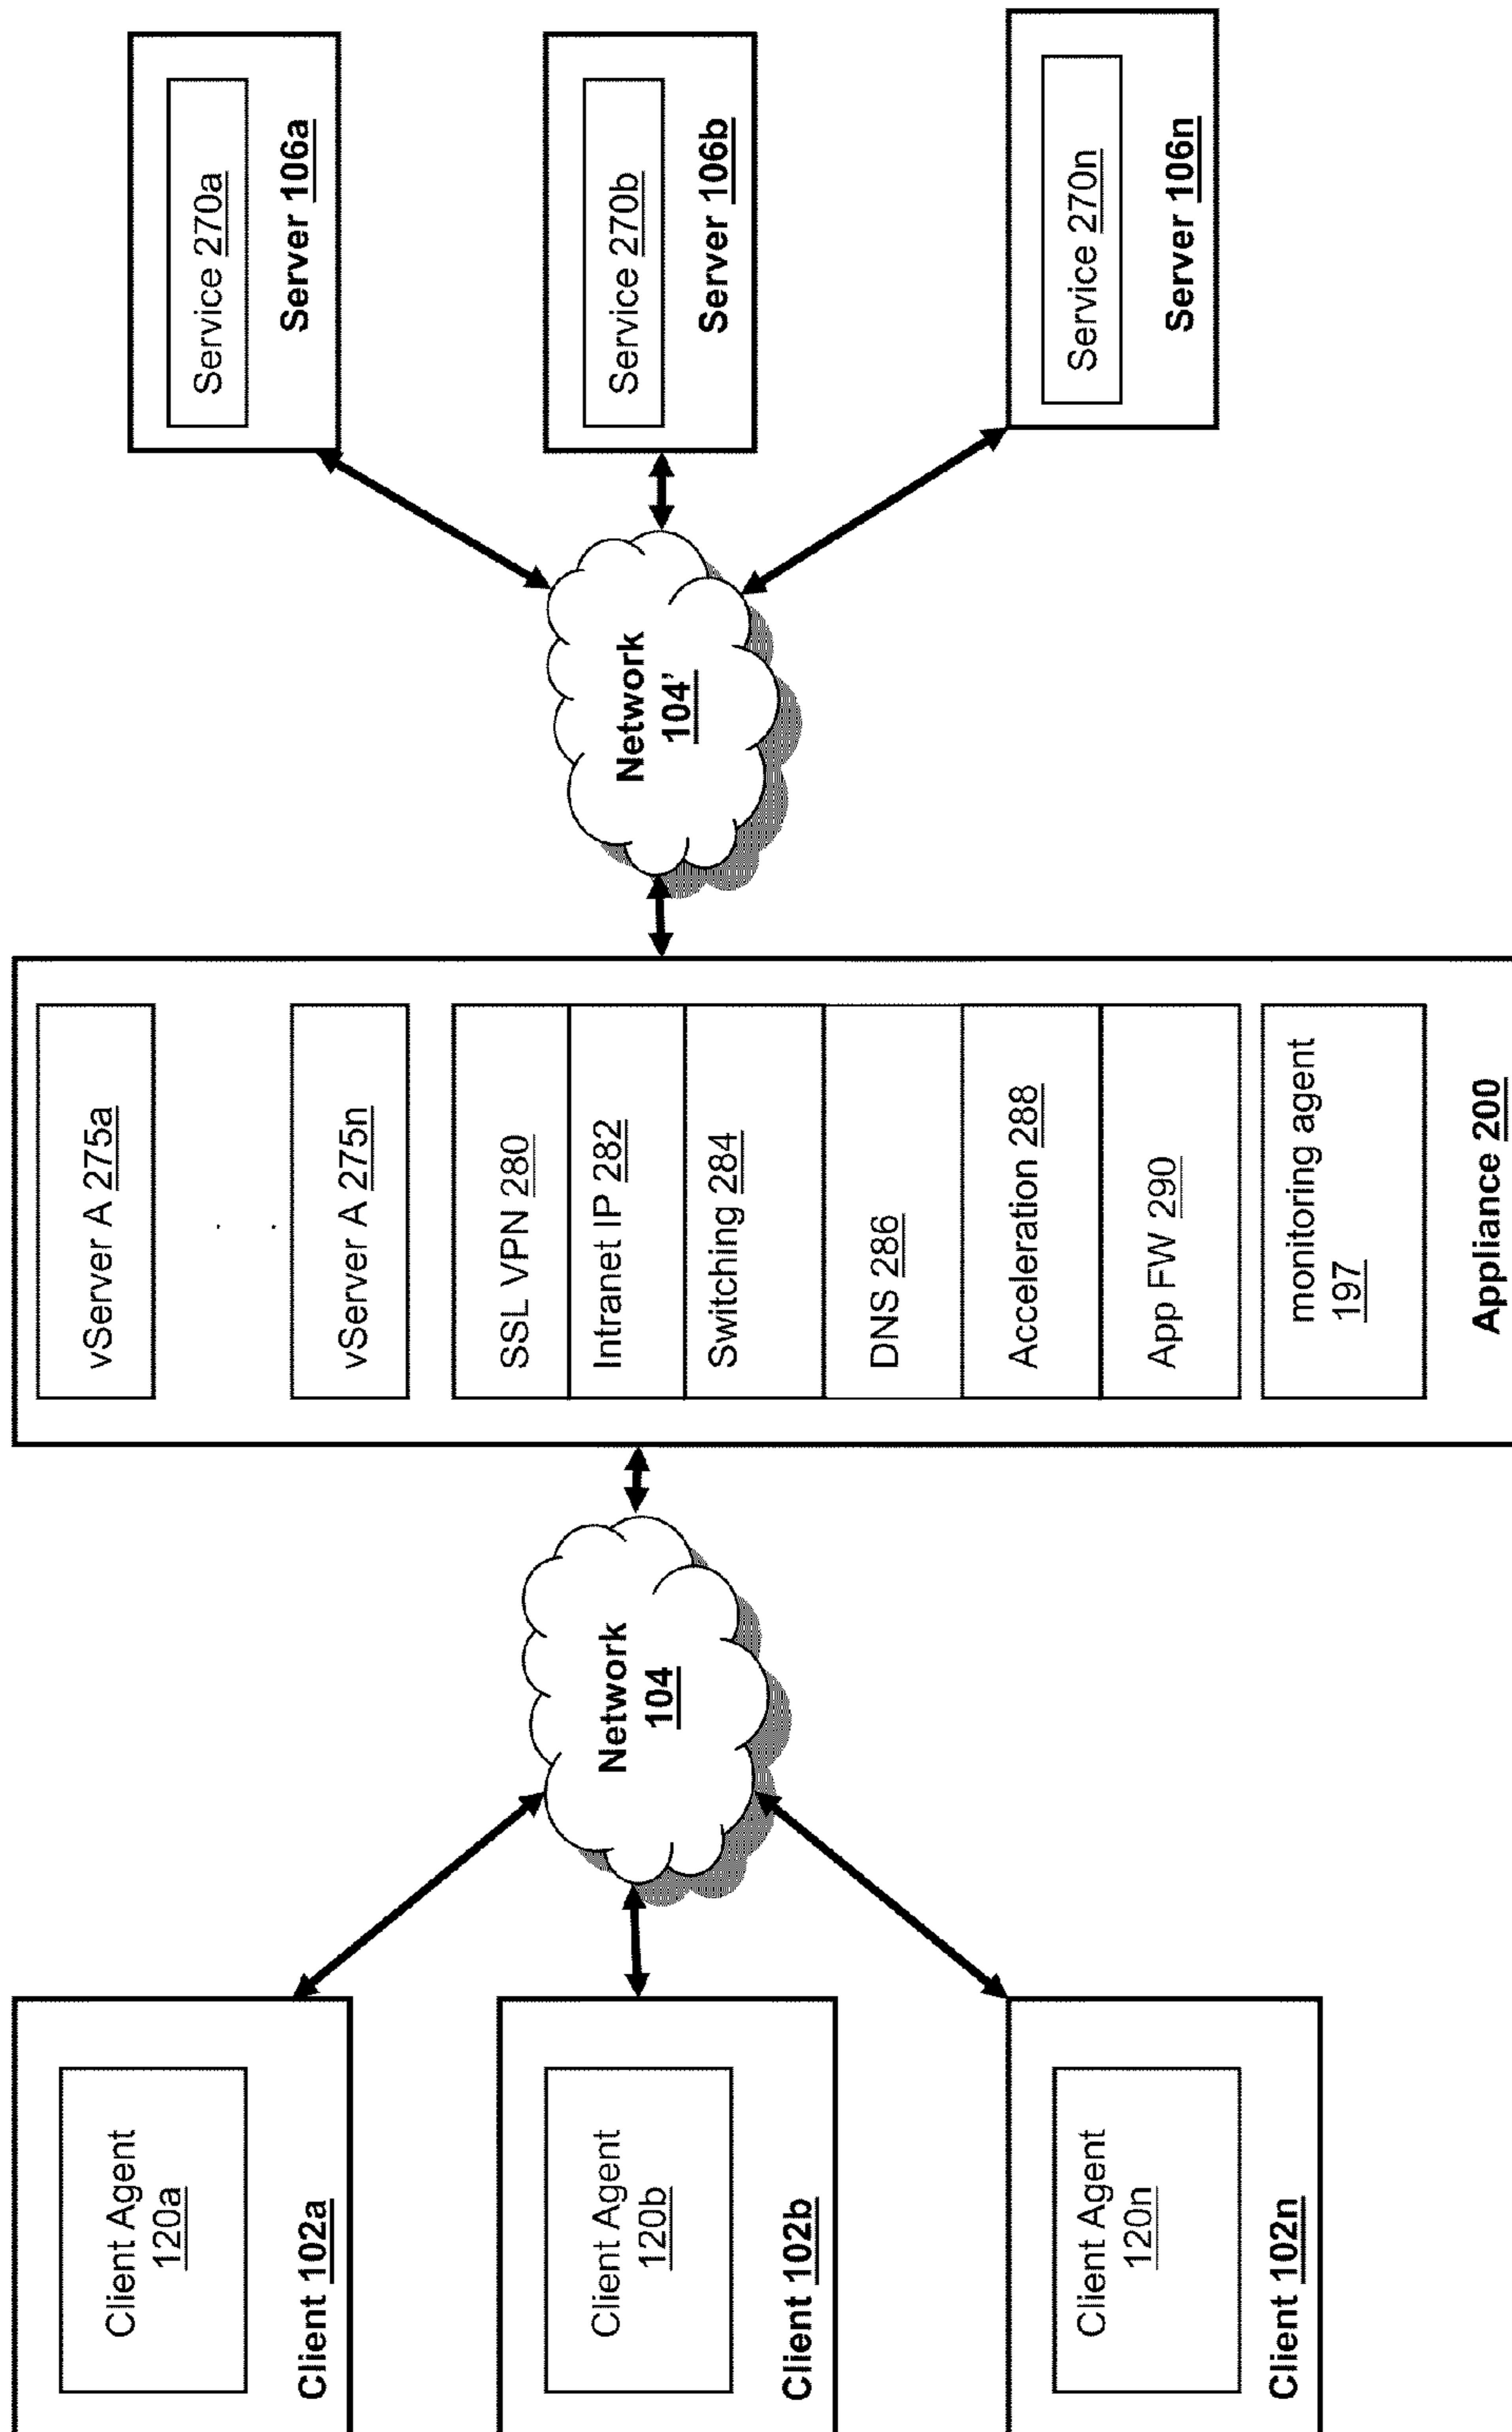 Client Agent
120a
Client 102a
Client Agent
120b
Client 102b
Client Agent
120n
Client 102n
Network
104
vServer A 275a
vServer A 275n
SSL VPN 280
Intranet IP 282
Switching 284
DNS 286
Acceleration 288
App FW 290
monitoring agent
197
Appliance 200
Network
104’
Service 270a
Server 106a
Service 270b
Server 106b
Service 270n
Server 106n